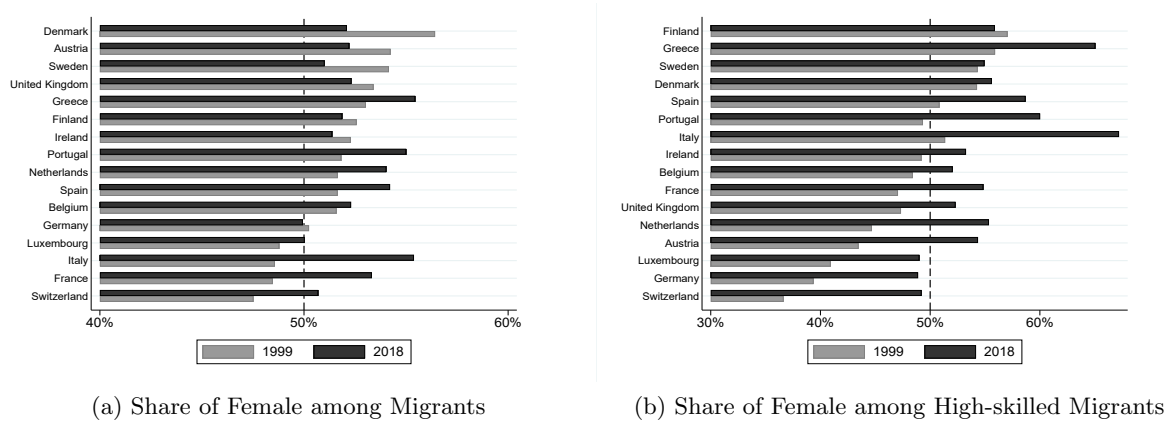 Denmark
Austria
Sweden
United Kingdom
Greece
Finland
Ireland
Portugal
Netherlands
Spain
Belgium
Germany
Luxembourg
Italy
France
Switzerland
40% 50% 60%
1999 2018
(a) Share of Female among Migrants
Finland
Greece
Sweden
Denmark
Spain
Portugal
Italy
Ireland
Belgium
France
United Kingdom
Netherlands
Austria
Luxembourg
Germany
Switzerland
30% 40% 50% 60%
1999 2018
(b) Share of Female among High-skilled Migrants